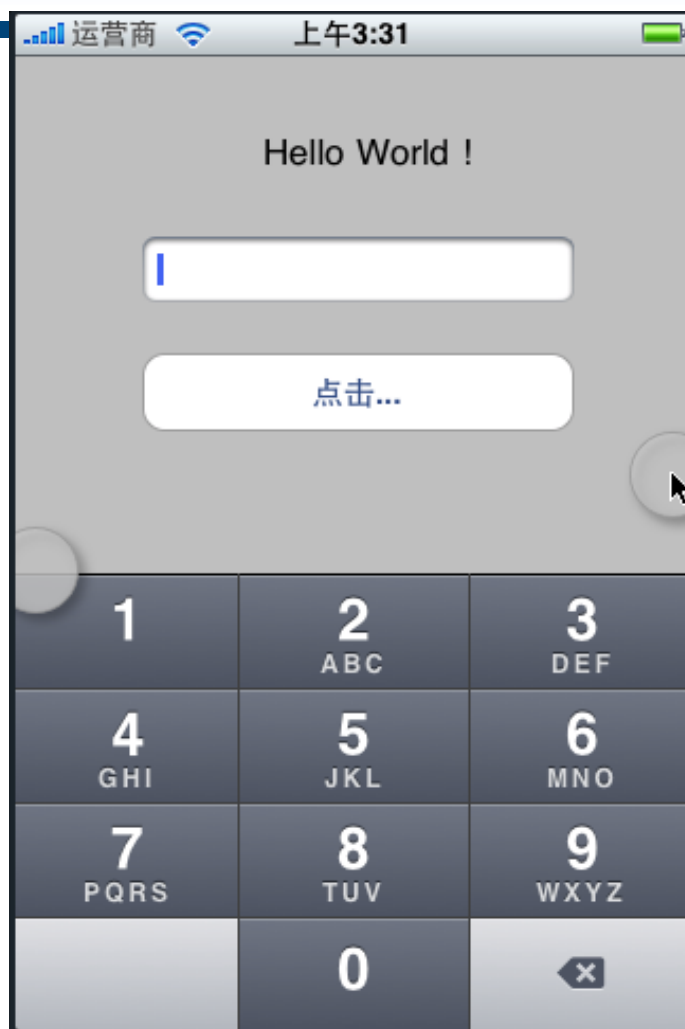 运营商 上午3:31
Hello World !
点击...
1 2 3
ABC DEF
4 5 6
GHI JKL MNO
7 8 9
PQRS TUV WXYZ
0